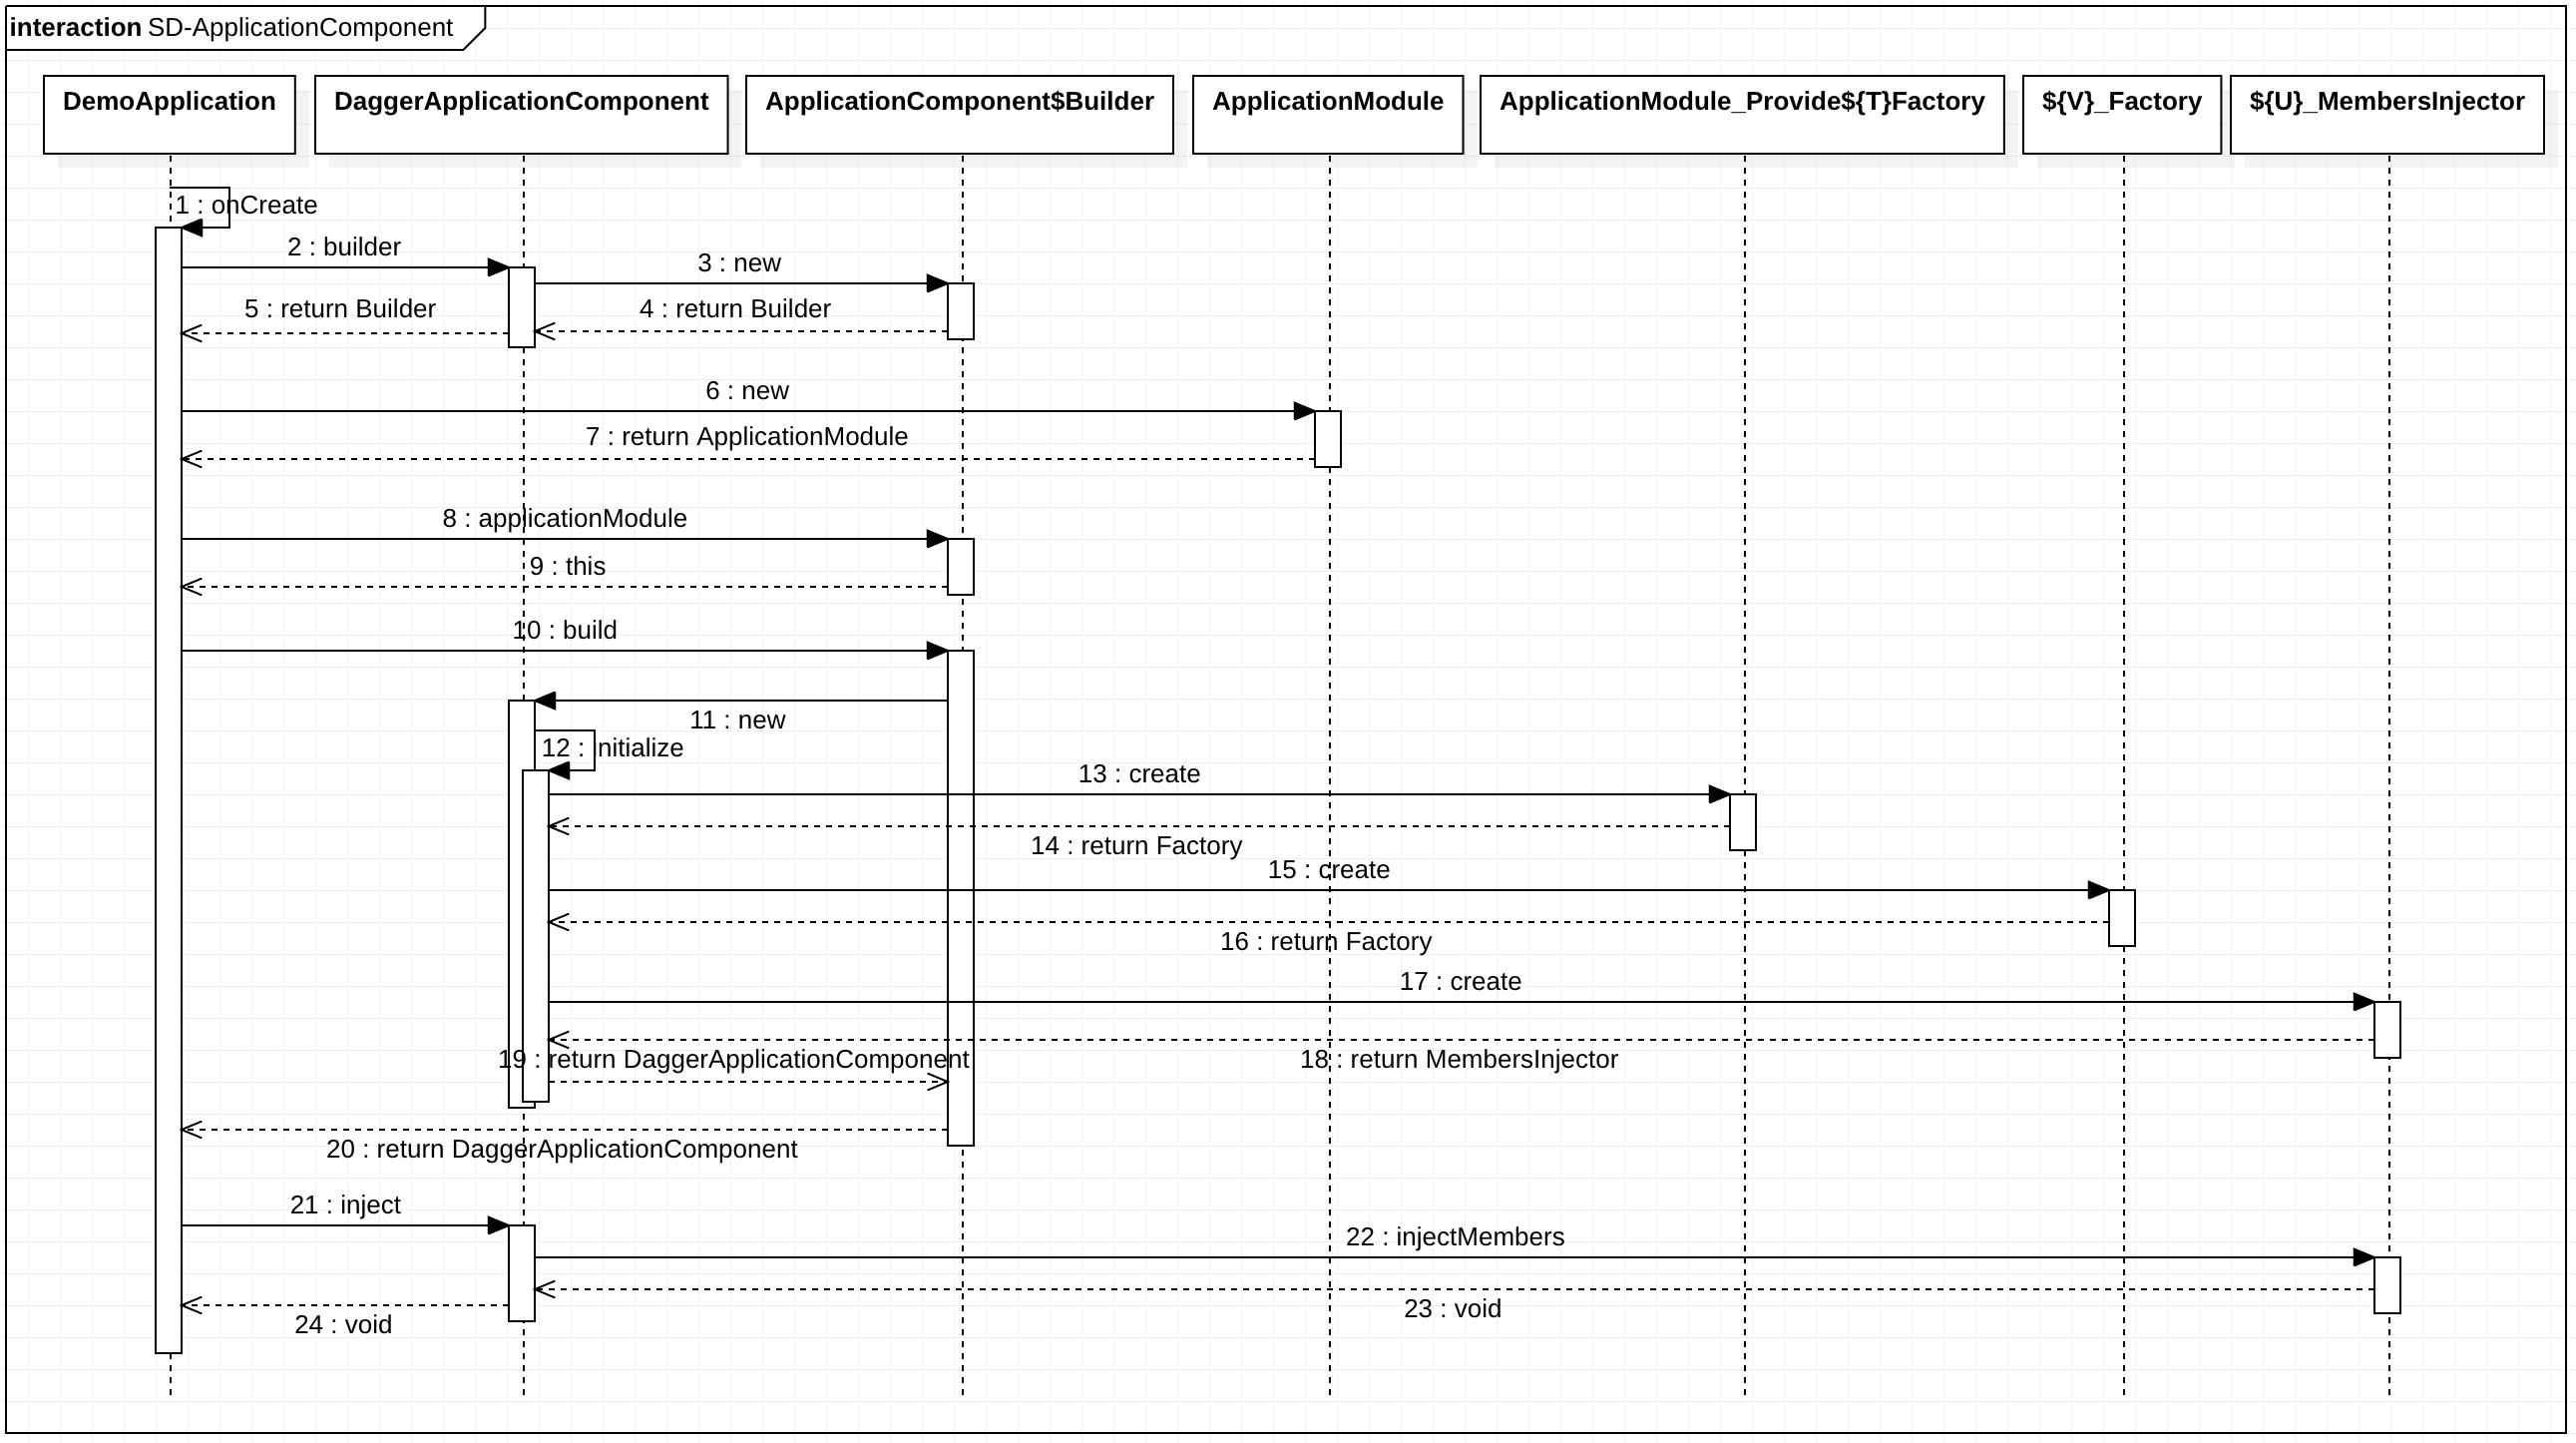 interaction SD-ApplicationComponent
DemoApplication
DaggerApplicationComponent
ApplicationComponent$Builder
ApplicationModule
ApplicationModule_Provide${T}Factory
${V}_Factory
${U}_MembersInjector
1 : onCreate
2 : builder
3 : new
4 : return Builder
5 : return Builder
6 : new
7 : return ApplicationModule
8 : applicationModule
9 : this
10 : build
11 : new
12 : initialize
13 : create
14 : return Factory
15 : create
16 : return Factory
17 : create
18 : return MembersInjector
19 : return DaggerApplicationComponent
20 : return DaggerApplicationComponent
21 : inject
22 : injectMembers
23 : void
24 : void